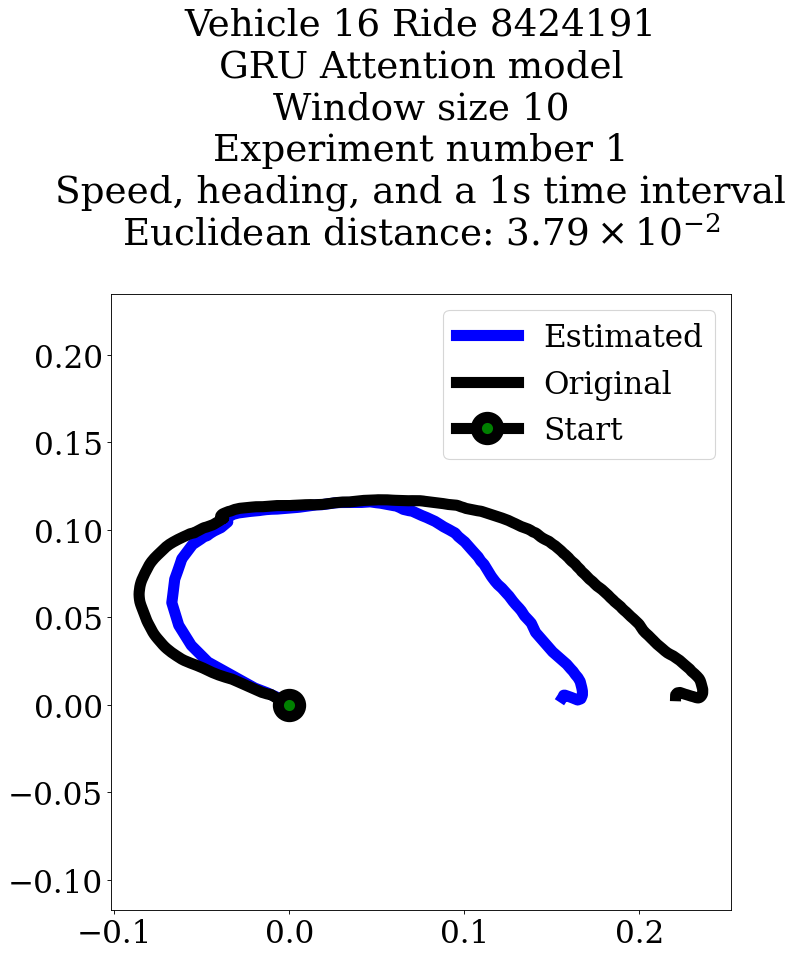 Vehicle 16 Ride 8424191
GRU Attention model
Window size 10
Experiment number 1
Speed, heading, and a 1s time interval
Euclidean distance: 3.79 × 10⁻²
Estimated
Original
Start
0.20
0.15
0.10
0.05
0.00
−0.05
−0.10
−0.1 0.0 0.1 0.2